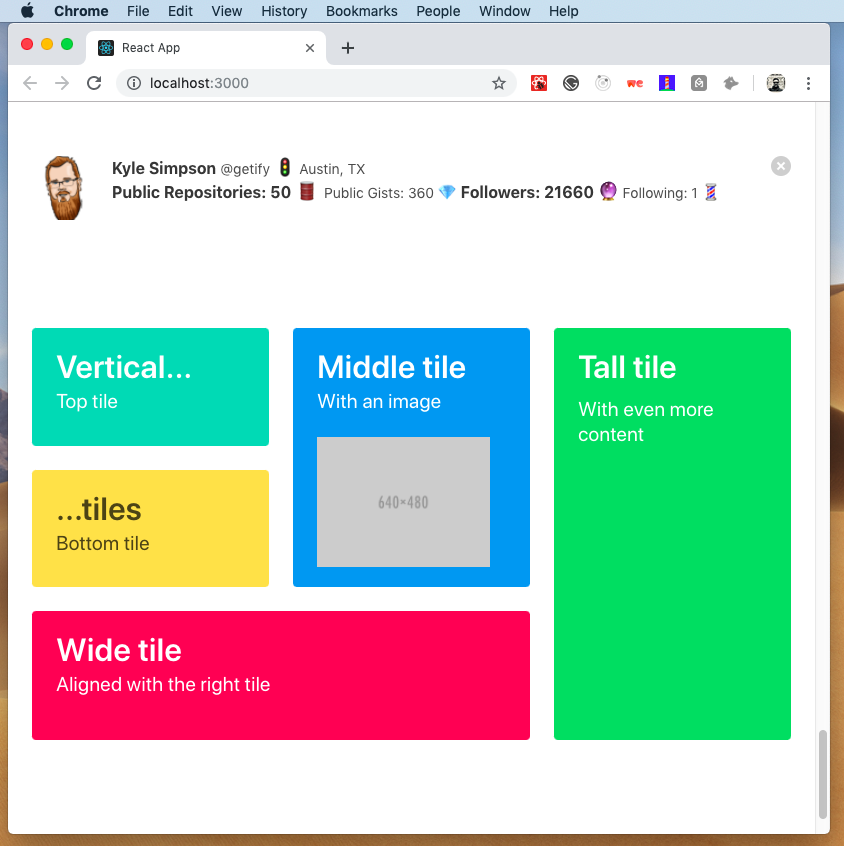 Chrome File Edit View History Bookmarks People Window Help
React App
localhost:3000
Kyle Simpson @getify 🚦 Austin, TX
Public Repositories: 50 🛢 Public Gists: 360 💎 Followers: 21660 🔮 Following: 1 💈
Vertical...
Top tile
Middle tile
With an image
640×480
Tall tile
With even more
content
...tiles
Bottom tile
Wide tile
Aligned with the right tile